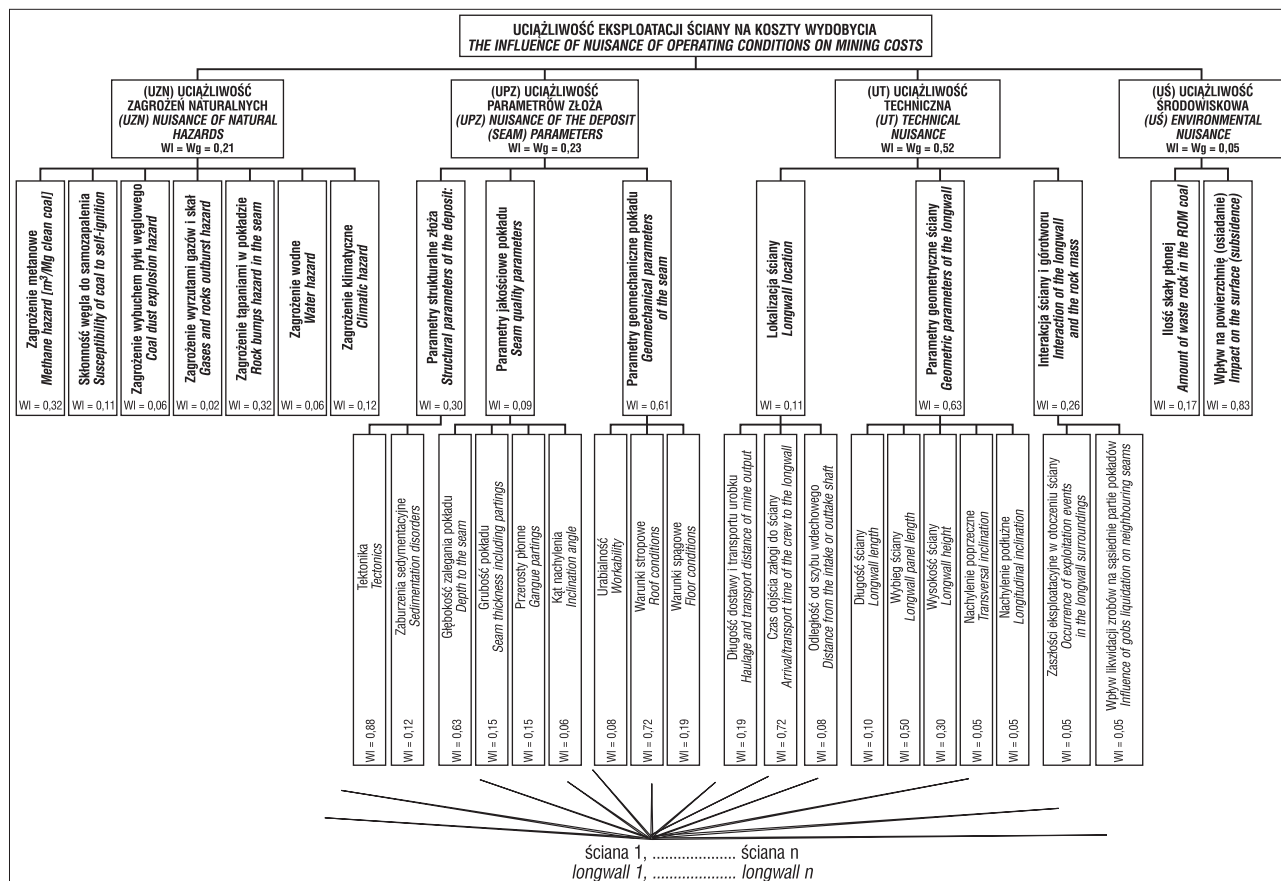 UCIĄŻLIWOŚĆ EKSPLOATACJI ŚCIANY NA KOSZTY WYDOBYCIA
THE INFLUENCE OF NUISANCE OF OPERATING CONDITIONS ON MINING COSTS
(UZN) UCIĄŻLIWOŚĆ
ZAGROŻEŃ NATURALNYCH
(UZN) NUISANCE OF NATURAL
HAZARDS
WI = Wg = 0,21
(UPZ) UCIĄŻLIWOŚĆ
PARAMETRÓW ZŁOŻA
(UPZ) NUISANCE OF THE DEPOSIT
(SEAM) PARAMETERS
WI = Wg = 0,23
(UT) UCIĄŻLIWOŚĆ
TECHNICZNA
(UT) TECHNICAL
NUISANCE
WI = Wg = 0,52
(UŚ) UCIĄŻLIWOŚĆ
ŚRODOWISKOWA
(UŚ) ENVIRONMENTAL
NUISANCE
WI = Wg = 0,05
Zagrożenie metanowe
Methane hazard [m³/Mg clean coal]
WI = 0,32
Skłonność węgla do samozapalenia
Susceptibility of coal to self-ignition
WI = 0,11
Zagrożenie wybuchem pyłu węglowego
Coal dust explosion hazard
WI = 0,06
Zagrożenie wyrzutami gazów i skał
Gases and rocks outburst hazard
WI = 0,02
Zagrożenie tąpaniami w pokładzie
Rock bumps hazard in the seam
WI = 0,32
Zagrożenie wodne
Water hazard
WI = 0,06
Zagrożenie klimatyczne
Climatic hazard
WI = 0,12
Parametry strukturalne złoża
Structural parameters of the deposit:
WI = 0,30
Parametry jakościowe pokładu
Seam quality parameters
WI = 0,09
Parametry geomechaniczne pokładu
Geomechanical parameters
of the seam
WI = 0,61
Lokalizacja ściany
Longwall location
WI = 0,11
Parametry geometryczne ściany
Geometric parameters of the longwall
WI = 0,63
Interakcja ściany i górotworu
Interaction of the longwall
and the rock mass
WI = 0,26
Ilość skały płonej
Amount of waste rock in the ROM coal
WI = 0,17
Wpływ na powierzchnię (osiadanie)
Impact on the surface (subsidence)
WI = 0,83
Tektonika
Tectonics
WI = 0,88
Zaburzenia sedymentacyjne
Sedimentation disorders
WI = 0,12
Głębokość zalegania pokładu
Depth to the seam
WI = 0,63
Grubość pokładu
Seam thickness including partings
WI = 0,15
Przerosty płonne
Gangue partings
WI = 0,15
Kąt nachylenia
Inclination angle
WI = 0,06
Urabialność
Workability
WI = 0,08
Warunki stropowe
Roof conditions
WI = 0,72
Warunki spągowe
Floor conditions
WI = 0,19
Długość dostawy i transportu urobku
Haulage and transport distance of mine output
WI = 0,19
Czas dojścia załogi do ściany
Arrival/transport time of the crew to the longwall
WI = 0,72
Odległość od szybu wdechowego
Distance from the intake or outtake shaft
WI = 0,08
Długość ściany
Longwall length
WI = 0,10
Wybieg ściany
Longwall panel length
WI = 0,50
Wysokość ściany
Longwall height
WI = 0,30
Nachylenie poprzeczne
Transversal inclination
WI = 0,05
Nachylenie podłużne
Longitudinal inclination
WI = 0,05
Zaszłości eksploatacyjne w otoczeniu ściany
Occurrence of exploitation events
in the longwall surroundings
WI = 0,05
Wpływ likwidacji zrobów na sąsiednie partie pokładów
Influence of gobs liquidation on neighbouring seams
WI = 0,05
ściana 1, .................... ściana n
longwall 1, .................... longwall n